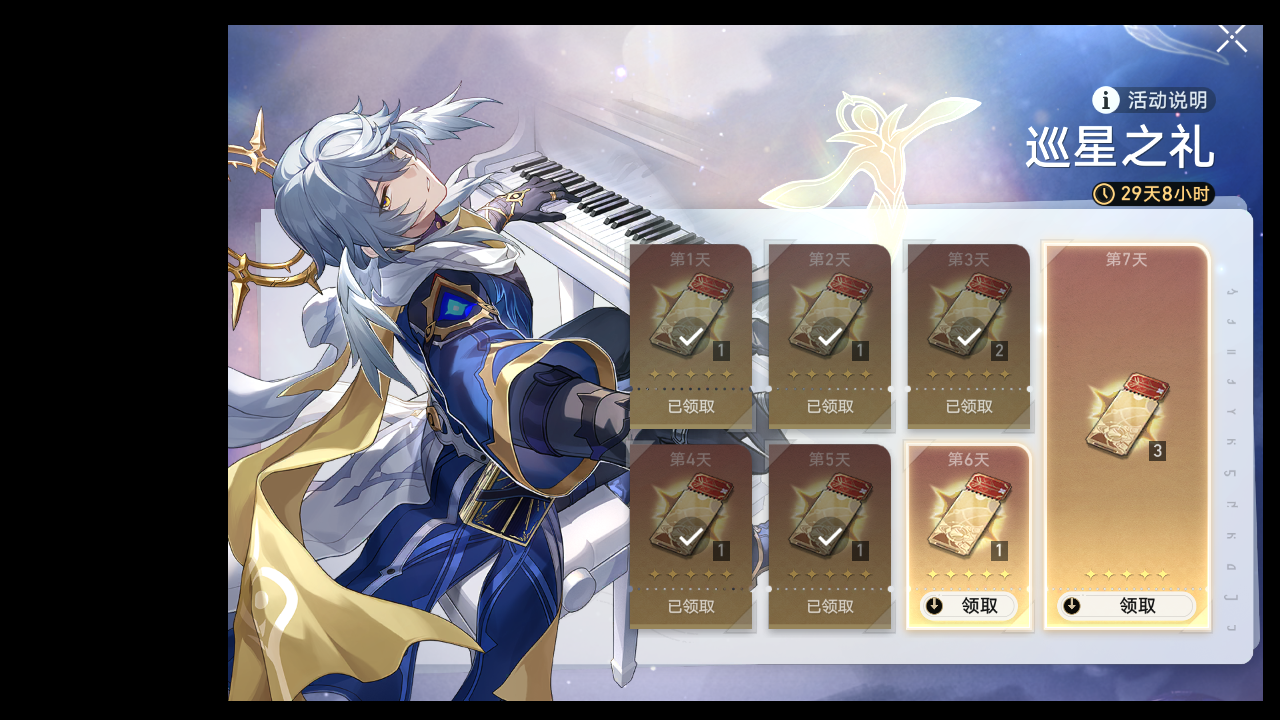 活动说明
巡星之礼
29天8小时
第1天
1
已领取
第2天
1
已领取
第3天
2
已领取
第4天
1
已领取
第5天
1
已领取
第6天
1
领取
第7天
3
领取